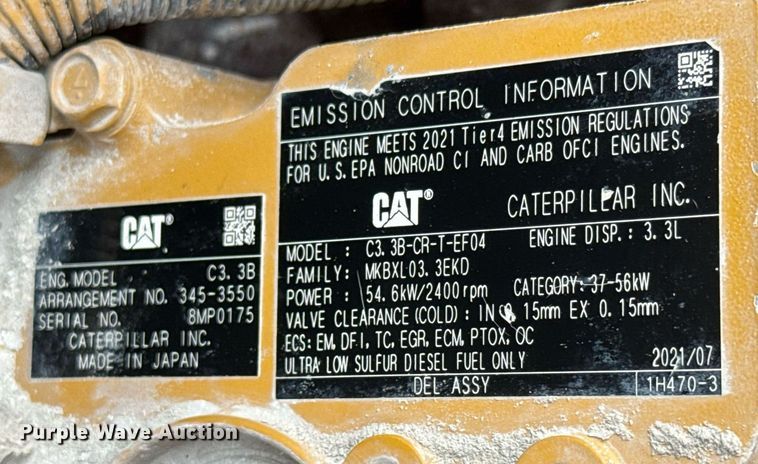 4
CAT®
ENG. MODEL C3.3B
ARRANGEMENT NO. 345-3550
SERIAL NO. 8MP0175
CATERPILLAR INC.
MADE IN JAPAN
EMISSION CONTROL INFORMATION
THIS ENGINE MEETS 2021 Tier4 EMISSION REGULATIONS
FOR U.S. EPA NONROAD CI AND CARB OFCI ENGINES.
CAT® CATERPILLAR INC.
MODEL : C3.3B-CR-T-EF04 ENGINE DISP.: 3.3L
FAMILY: MKBXL03.3EKD
POWER : 54.6kW/2400rpm CATEGORY: 37-56kW
VALVE CLEARANCE (COLD) : IN 0.15mm EX 0.15mm
ECS: EM, DFI, TC, EGR, ECM, PTOX, OC
ULTRA LOW SULFUR DIESEL FUEL ONLY 2021/07
DEL ASSY 1H470-3
Purple Wave Auction